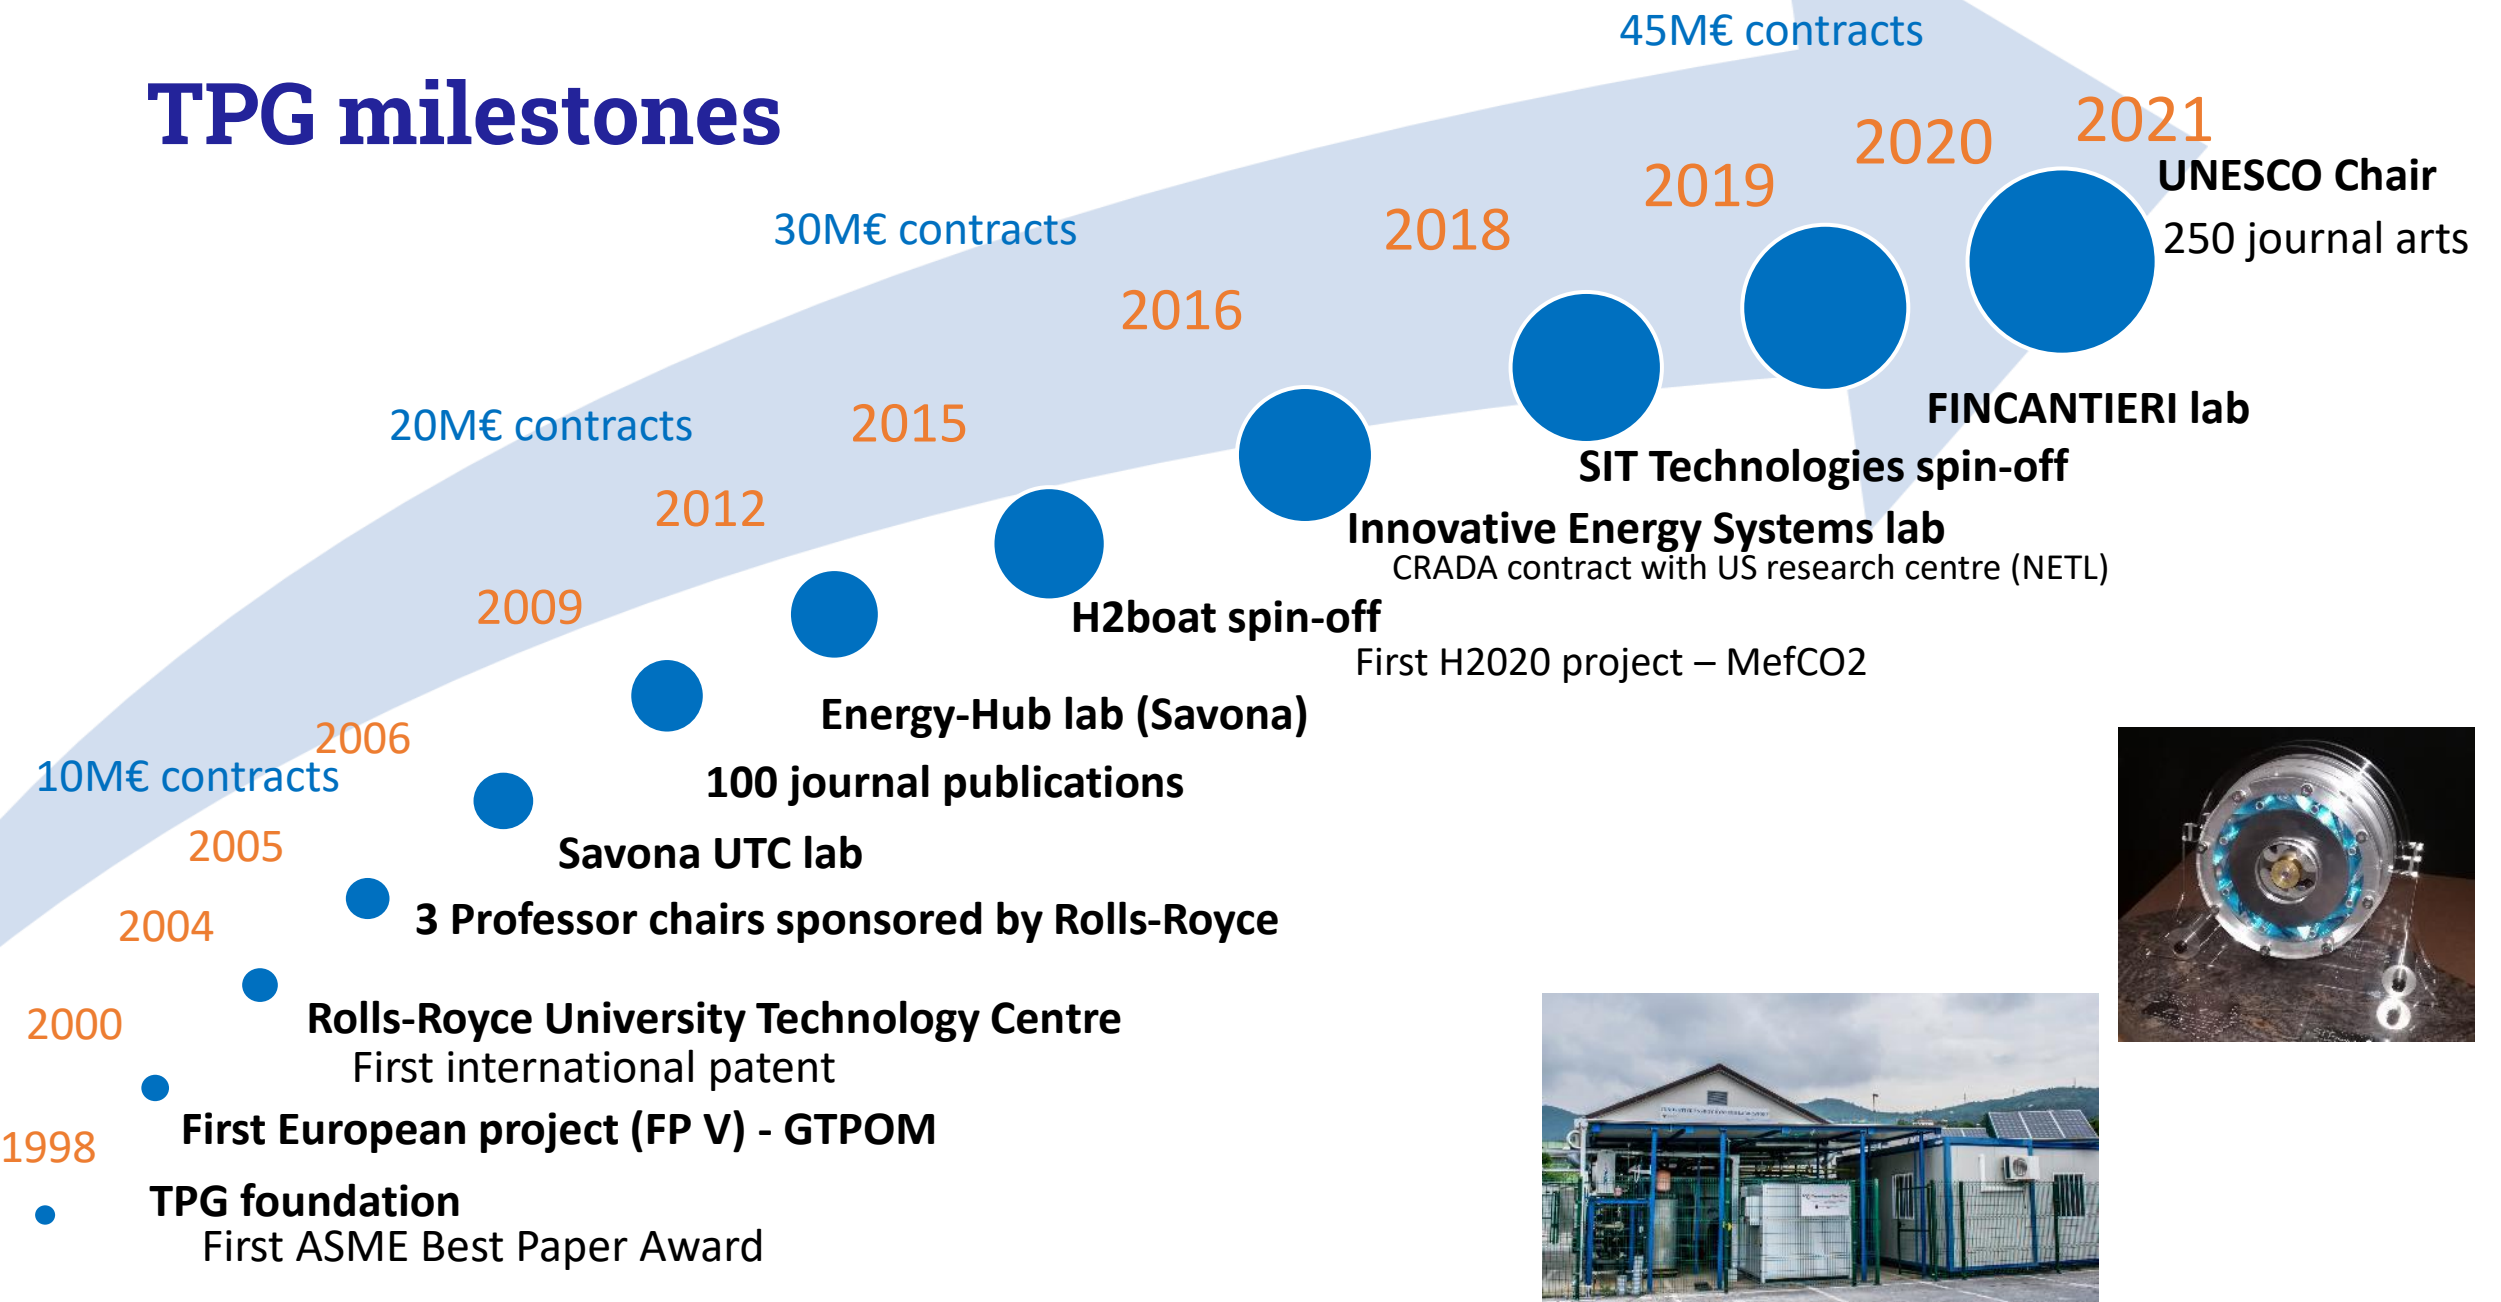 TPG milestones
45M€ contracts
30M€ contracts
20M€ contracts
10M€ contracts
2021
UNESCO Chair
250 journal arts
2020
FINCANTIERI lab
2019
SIT Technologies spin-off
2018
Innovative Energy Systems lab
CRADA contract with US research centre (NETL)
2016
H2boat spin-off
First H2020 project – MefCO2
2015
Energy-Hub lab (Savona)
2012
100 journal publications
2009
Savona UTC lab
2006
3 Professor chairs sponsored by Rolls-Royce
2005
2004
Rolls-Royce University Technology Centre
First international patent
2000
First European project (FP V) - GTPOM
1998
TPG foundation
First ASME Best Paper Award